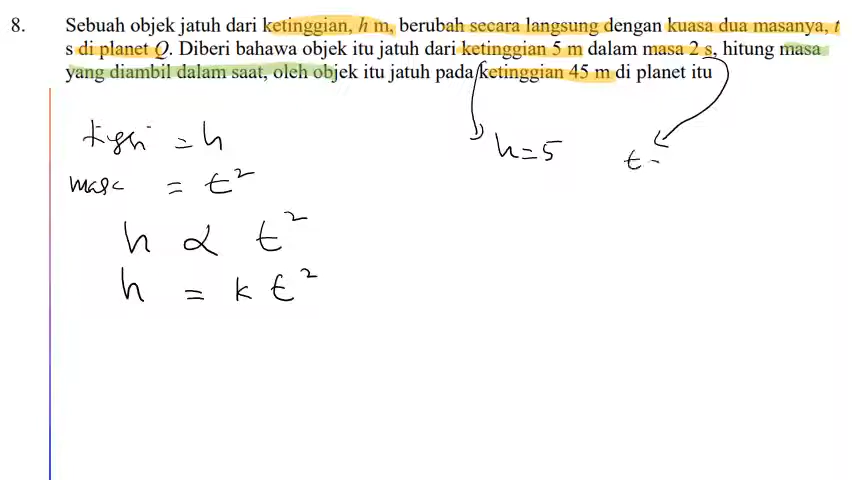 8. Sebuah objek jatuh dari ketinggian, h m, berubah secara langsung dengan kuasa dua masanya, t
s di planet Q. Diberi bahawa objek itu jatuh dari ketinggian 5 m dalam masa 2 s, hitung masa
yang diambil dalam saat, oleh objek itu jatuh pada ketinggian 45 m di planet itu
= h
h = 5 t =
masa = t²
h ∝ t²
h = k t²